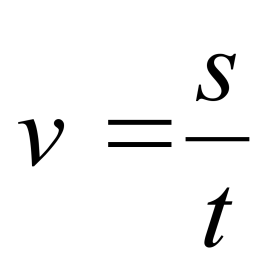 v = s/t